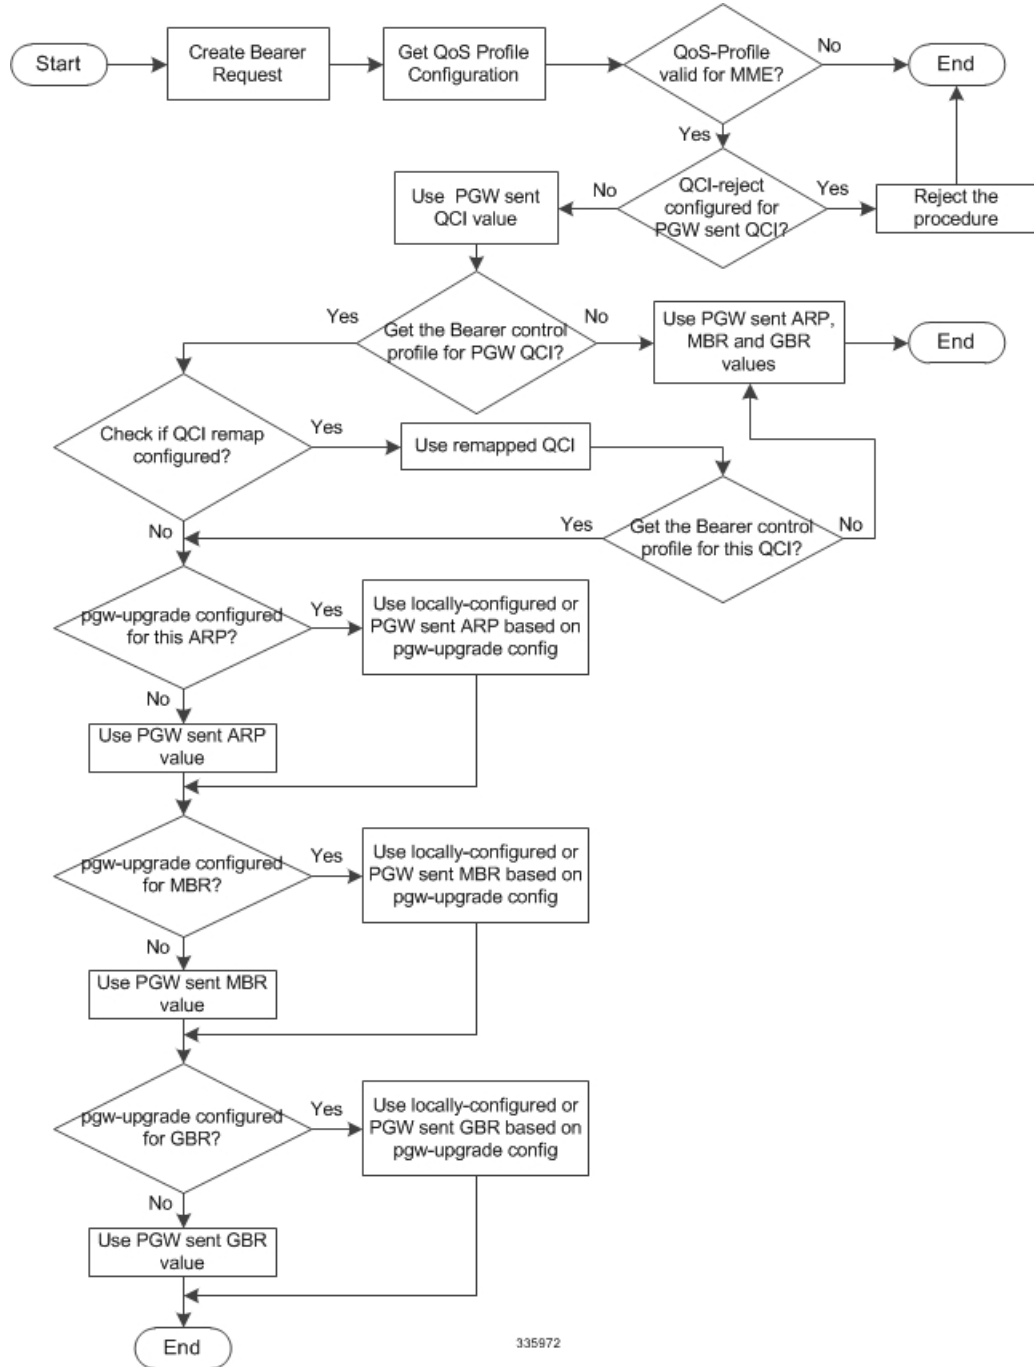 Start
Create Bearer
Request
Get QoS Profile
Configuration
QoS-Profile
valid for MME?
No
End
Yes
Use PGW sent
QCI value
No
QCI-reject
configured for
PGW sent QCI?
Yes
Reject the
procedure
Yes
Get the Bearer control
profile for PGW QCI?
No
Use PGW sent ARP,
MBR and GBR
values
End
Check if QCI remap
configured?
Yes
Use remapped QCI
No
Yes
Get the Bearer control
profile for this QCI?
No
pgw-upgrade configured
for this ARP?
Yes
Use locally-configured or
PGW sent ARP based on
pgw-upgrade config
No
Use PGW sent ARP
value
pgw-upgrade configured
for MBR?
Yes
Use locally-configured or
PGW sent MBR based on
pgw-upgrade config
No
Use PGW sent MBR
value
pgw-upgrade configured
for GBR?
Yes
Use locally-configured or
PGW sent GBR based on
pgw-upgrade config
No
Use PGW sent GBR
value
End
335972